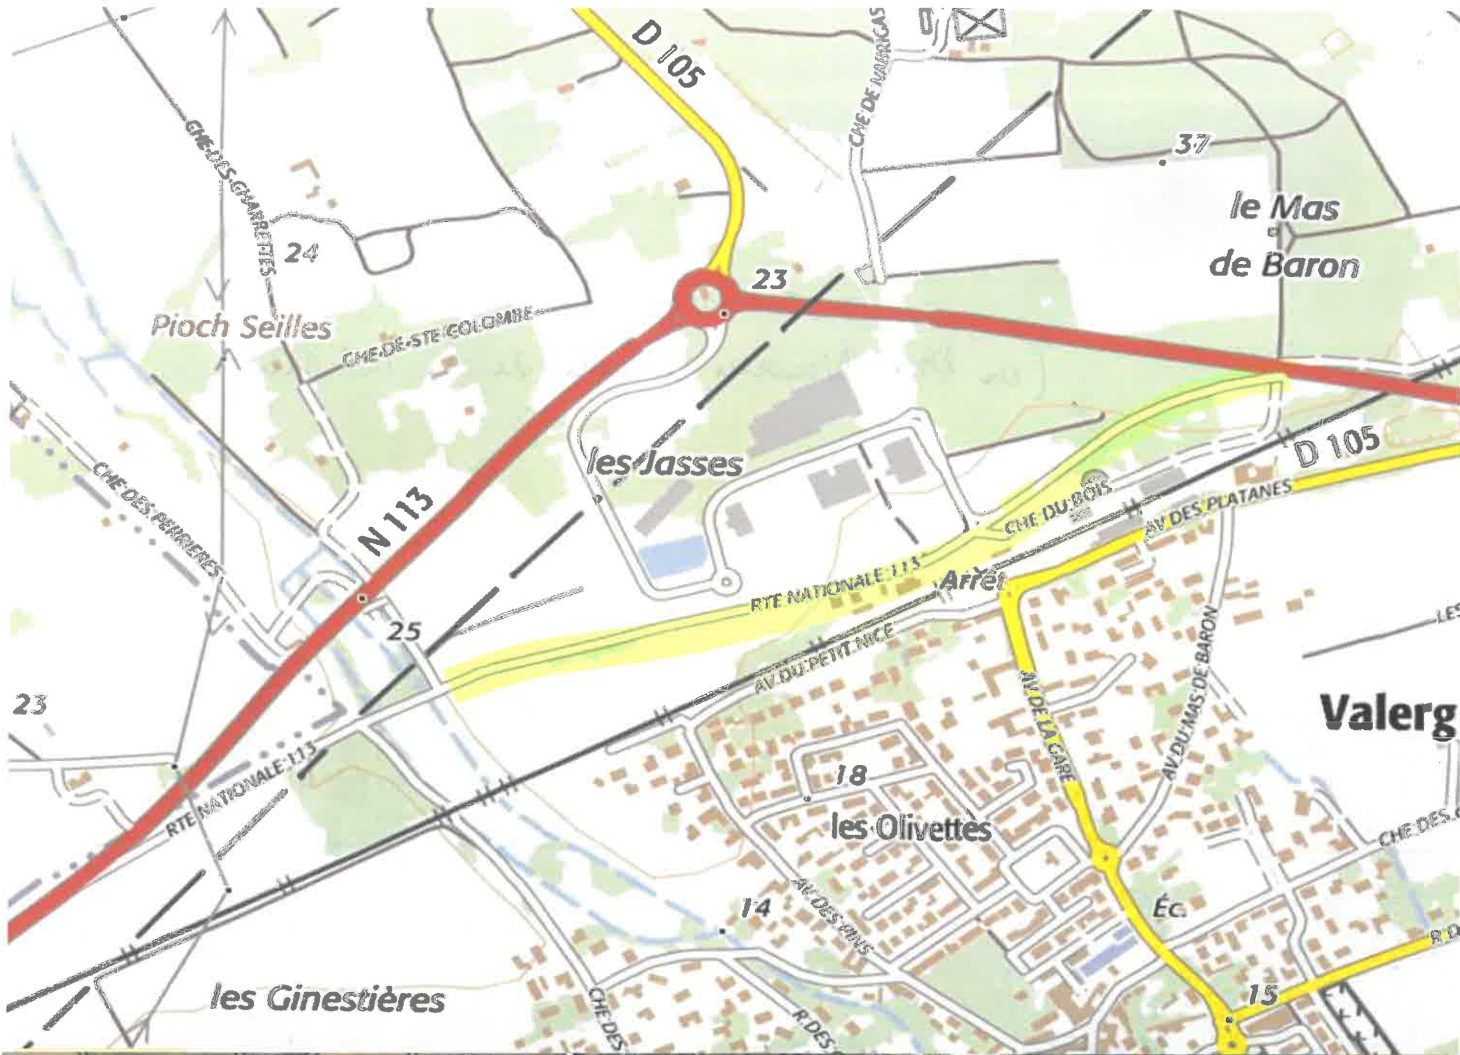 D 105
CHE DE NABRIGAS
37
CHE-DES-CHARRETTES
le Mas
de Baron
24
23
Pioch Seilles
CHE-DE-STE-COLOMBE
les Jasses
D 105
CHE DES PERRIERES
N 113
CHE DU BOIS
AV DES PLATANES
RTE NATIONALE 113
Arrêt
25
AV DU PETIT NICE
AV DU MAS DE BARON
LES
23
AV DE LA GARE
Valerg
RTE NATIONALE 113
18
les Olivettes
CHE DES
14
AV DES PINS
Éc.
R D
les Ginestières
15
CHE DES
R DES